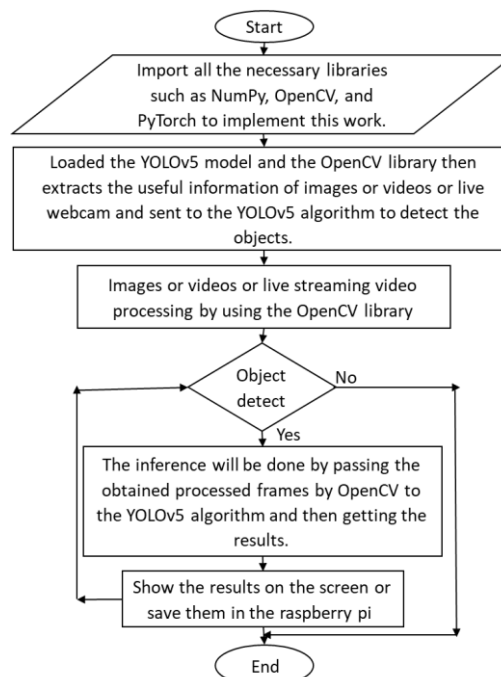 Start
Import all the necessary libraries
such as NumPy, OpenCV, and
PyTorch to implement this work.
Loaded the YOLOv5 model and the OpenCV library then
extracts the useful information of images or videos or live
webcam and sent to the YOLOv5 algorithm to detect the
objects.
Images or videos or live streaming video
processing by using the OpenCV library
Object
detect
No
Yes
The inference will be done by passing the
obtained processed frames by OpenCV to
the YOLOv5 algorithm and then getting the
results.
Show the results on the screen or
save them in the raspberry pi
End